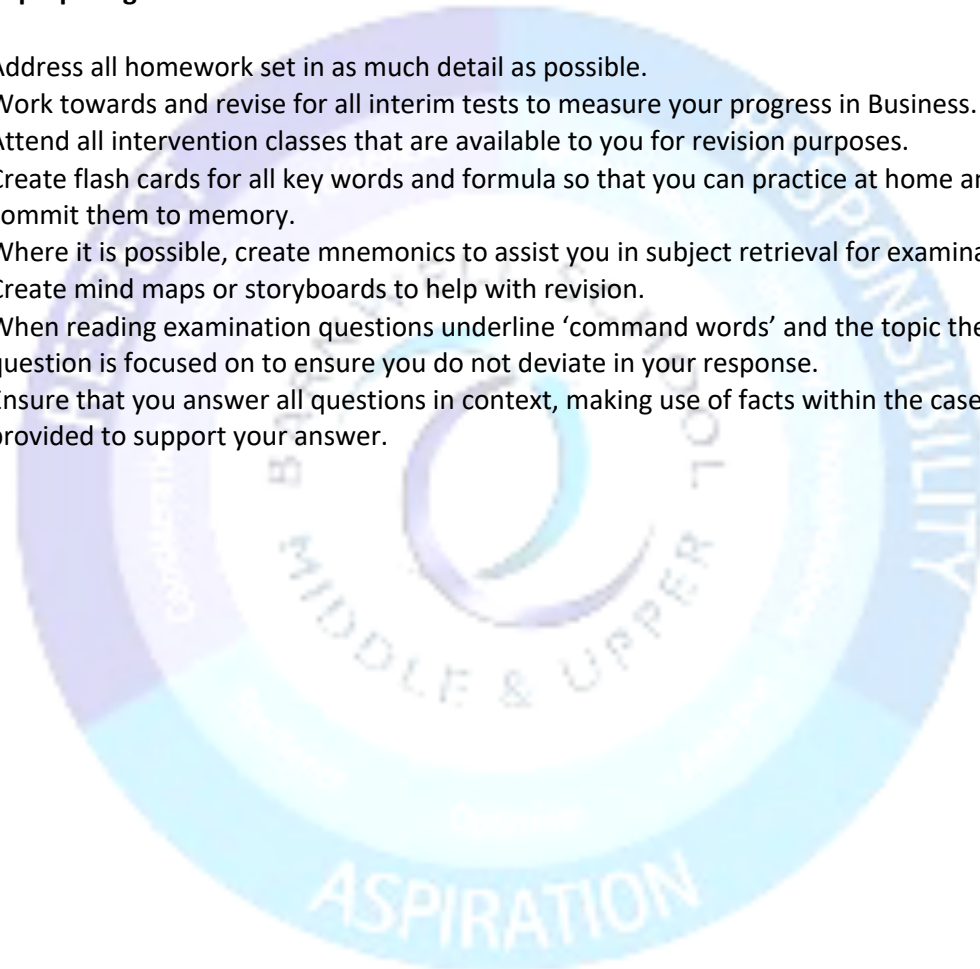 Address all homework set in as much detail as possible.
Work towards and revise for all interim tests to measure your progress in Business.
Attend all intervention classes that are available to you for revision purposes.
Create flash cards for all key words and formula so that you can practice at home an
commit them to memory.
Where it is possible, create mnemonics to assist you in subject retrieval for examina
Create mind maps or storyboards to help with revision.
When reading examination questions underline ‘command words’ and the topic the
question is focused on to ensure you do not deviate in your response.
Ensure that you answer all questions in context, making use of facts within the case
provided to support your answer.
RESPECT
RESPONSIBILITY
SCHOOL
MIDDLE & UPPER
ASPIRATION